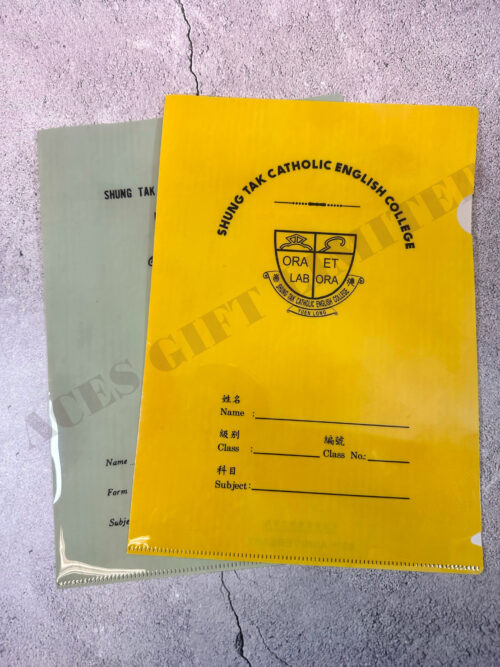 SHUNG TAK
Name
Form
Subje
SHUNG TAK CATHOLIC ENGLISH COLLEGE
ORA ET
LAB ORA
SHUNG TAK CATHOLIC ENGLISH COLLEGE
YUEN LONG
姓名
Name :
級別 編號
Class : Class No.:
科目
Subject:
ACES GIFT LIMITED